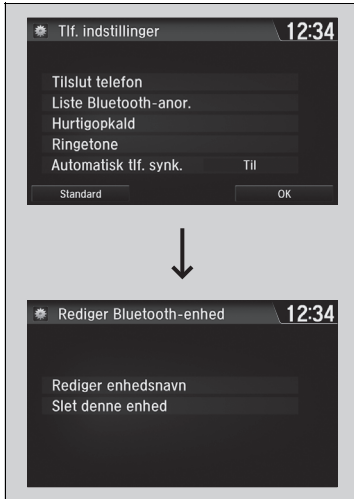 Tlf. indstillinger 12:34
Tilslut telefon
Liste Bluetooth-anor.
Hurtigopkald
Ringetone
Automatisk tlf. synk. Til
Standard OK
Rediger Bluetooth-enhed 12:34
Rediger enhedsnavn
Slet denne enhed